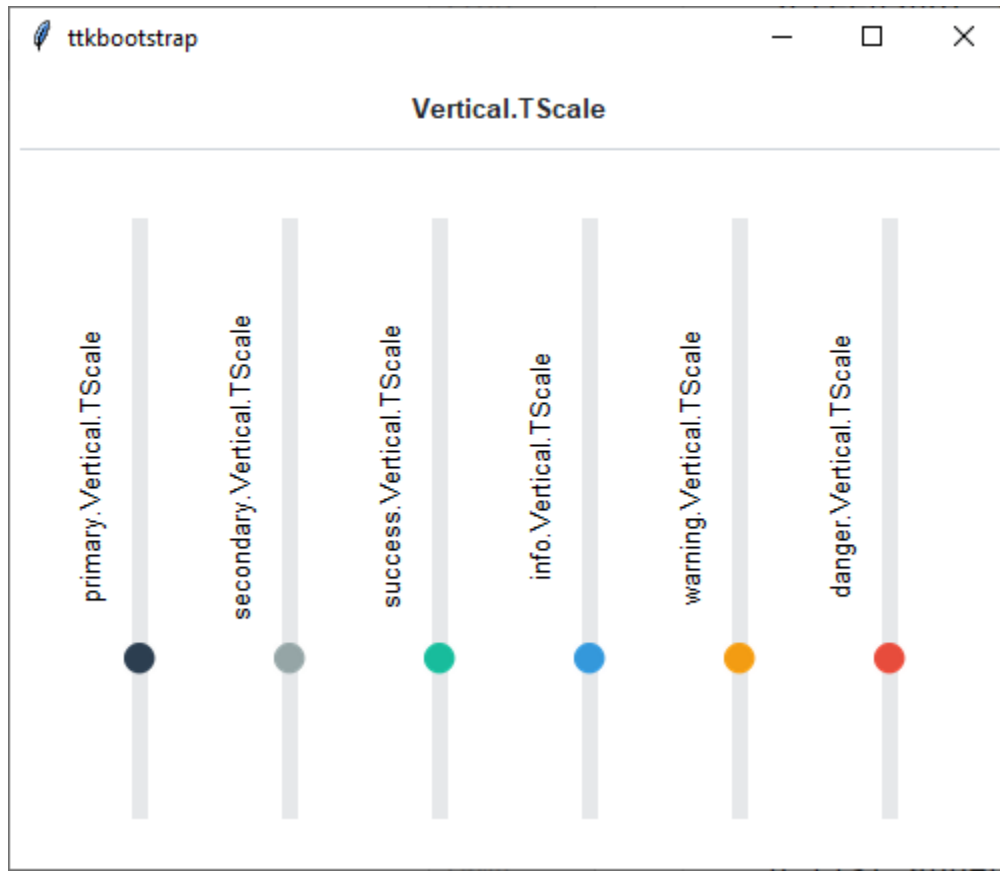 ttkbootstrap
Vertical.TScale
primary.Vertical.TScale
secondary.Vertical.TScale
success.Vertical.TScale
info.Vertical.TScale
warning.Vertical.TScale
danger.Vertical.TScale